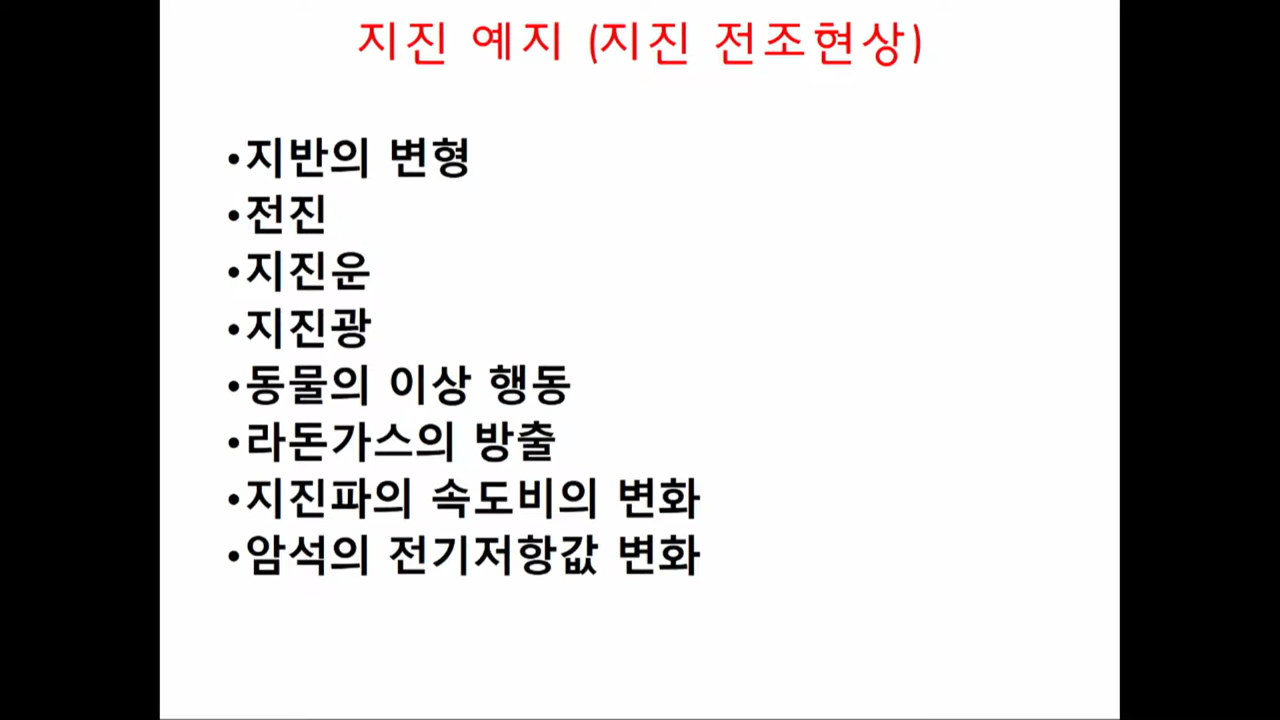 지진 예지 (지진 전조현상)
•지반의 변형
•전진
•지진운
•지진광
•동물의 이상 행동
•라돈가스의 방출
•지진파의 속도비의 변화
•암석의 전기저항값 변화